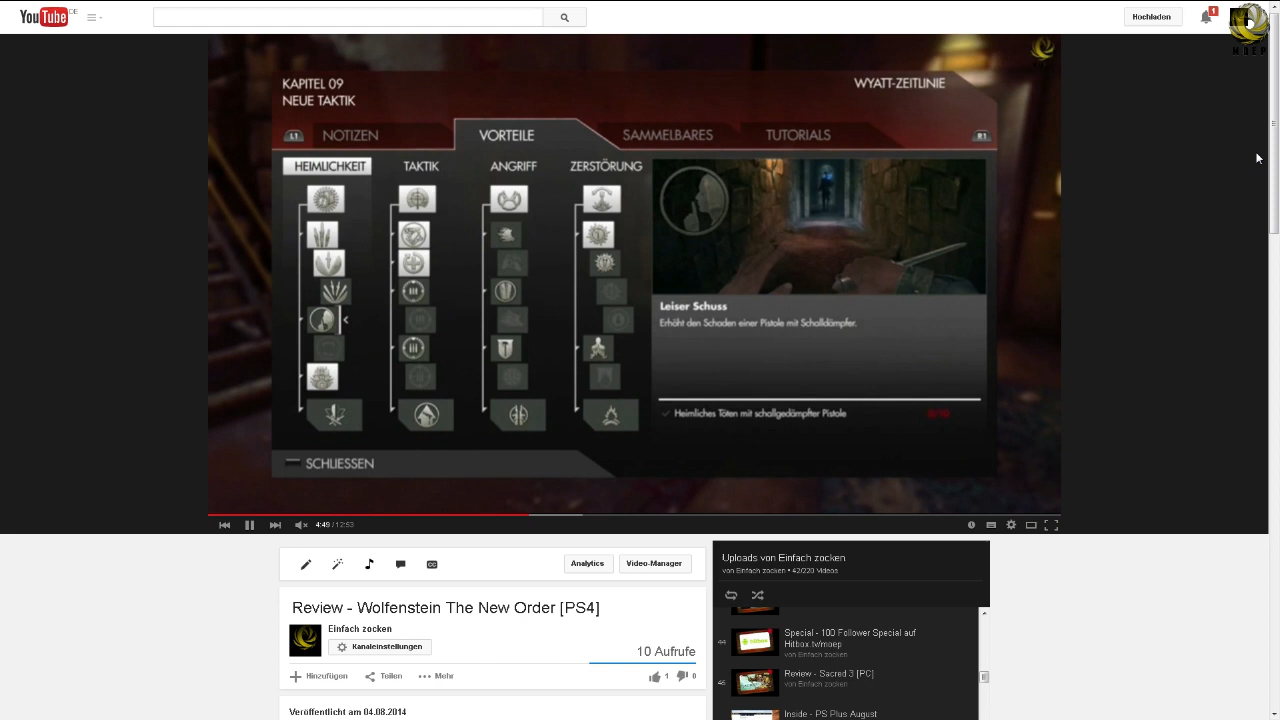 YouTube DE
Hochladen
1
MOEP
KAPITEL 09
NEUE TAKTIK
WYATT-ZEITLINIE
L1 NOTIZEN VORTEILE SAMMELBARES TUTORIALS R1
HEIMLICHKEIT TAKTIK ANGRIFF ZERSTÖRUNG
Leiser Schuss
Erhöht den Schaden einer Pistole mit Schalldämpfer.
Heimliches Töten mit schallgedämpfter Pistole
SCHLIESSEN
4:49 / 12:53
Analytics Video-Manager
Review - Wolfenstein The New Order [PS4]
Einfach zocken
Kanaleinstellungen
10 Aufrufe
Hinzufügen Teilen Mehr 1 0
Veröffentlicht am 04.08.2014
Uploads von Einfach zocken
von Einfach zocken • 42/220 Videos
44 Special - 100 Follower Special auf
Hitbox.tv/moep
von Einfach zocken
45 Review - Sacred 3 [PC]
von Einfach zocken
Inside - PS Plus August